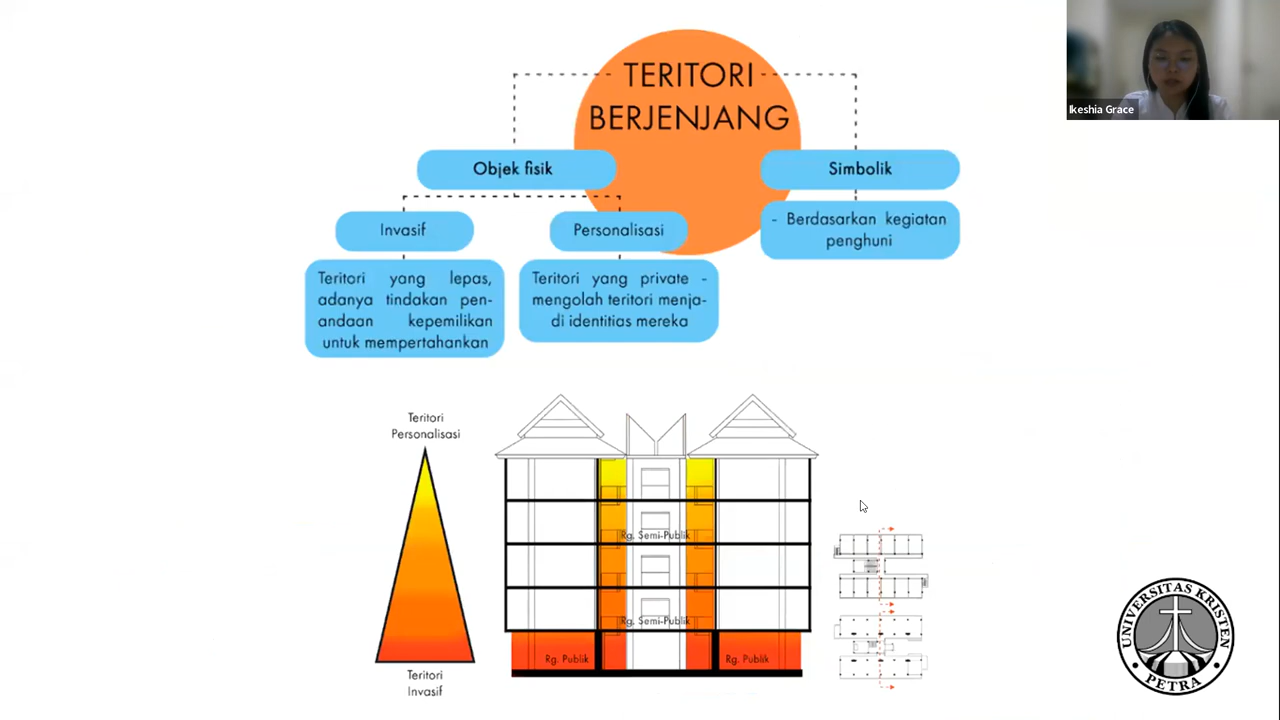 TERITORI
BERJENJANG
Ikeshia Grace
Objek fisik
Simbolik
Invasif
Personalisasi
- Berdasarkan kegiatan
penghuni
Teritori yang lepas,
adanya tindakan pen-
andaan kepemilikan
untuk mempertahankan
Teritori yang private -
mengolah teritori menja-
di identitias mereka
Teritori
Personalisasi
Rg. Semi-Publik
Rg. Semi-Publik
Rg. Publik
Rg. Publik
Teritori
Invasif
UNIVERSITAS KRISTEN
PETRA